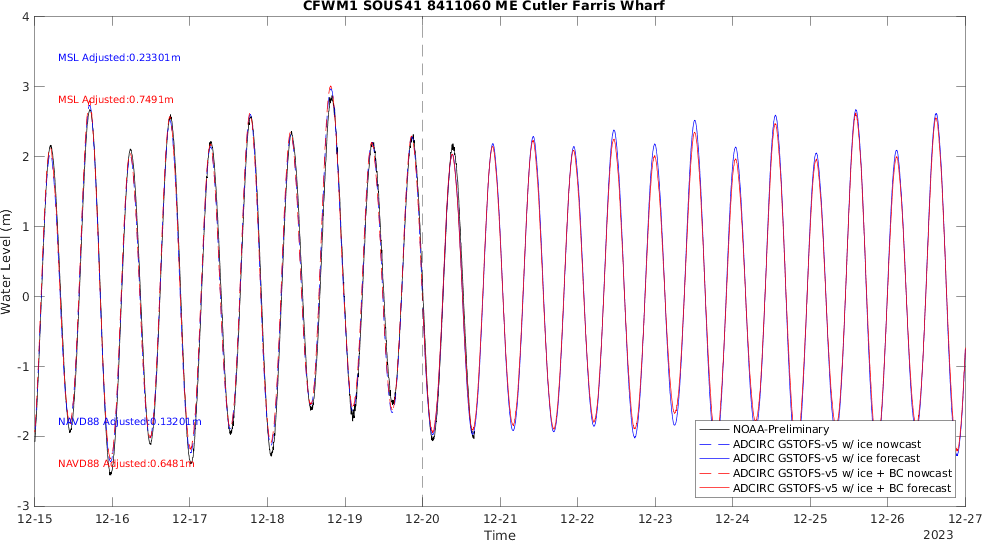 CFWM1 SOUS41 8411060 ME Cutler Farris Wharf
4
3
2
1
0
-1
-2
-3
Water Level (m)
MSL Adjusted:0.23301m
MSL Adjusted:0.7491m
NAVD88 Adjusted:0.13201m
NAVD88 Adjusted:0.6481m
NOAA-Preliminary
ADCIRC GSTOFS-v5 w/ ice nowcast
ADCIRC GSTOFS-v5 w/ ice forecast
ADCIRC GSTOFS-v5 w/ ice + BC nowcast
ADCIRC GSTOFS-v5 w/ ice + BC forecast
12-15 12-16 12-17 12-18 12-19 12-20 12-21 12-22 12-23 12-24 12-25 12-26 12-27
Time
2023